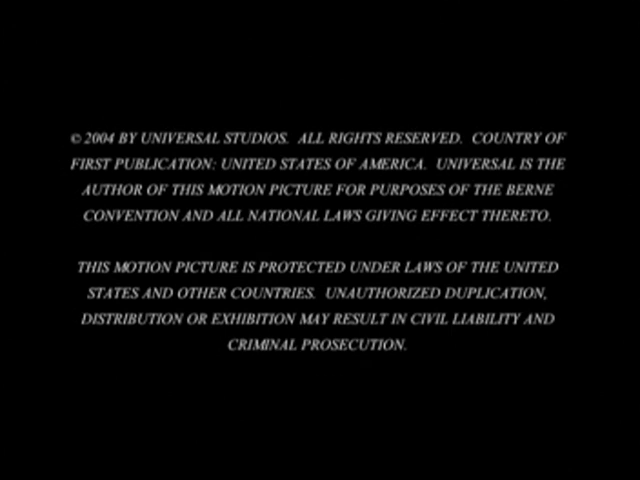 © 2004 BY UNIVERSAL STUDIOS. ALL RIGHTS RESERVED. COUNTRY OF
FIRST PUBLICATION: UNITED STATES OF AMERICA. UNIVERSAL IS THE
AUTHOR OF THIS MOTION PICTURE FOR PURPOSES OF THE BERNE
CONVENTION AND ALL NATIONAL LAWS GIVING EFFECT THERETO.
THIS MOTION PICTURE IS PROTECTED UNDER LAWS OF THE UNITED
STATES AND OTHER COUNTRIES. UNAUTHORIZED DUPLICATION,
DISTRIBUTION OR EXHIBITION MAY RESULT IN CIVIL LIABILITY AND
CRIMINAL PROSECUTION.